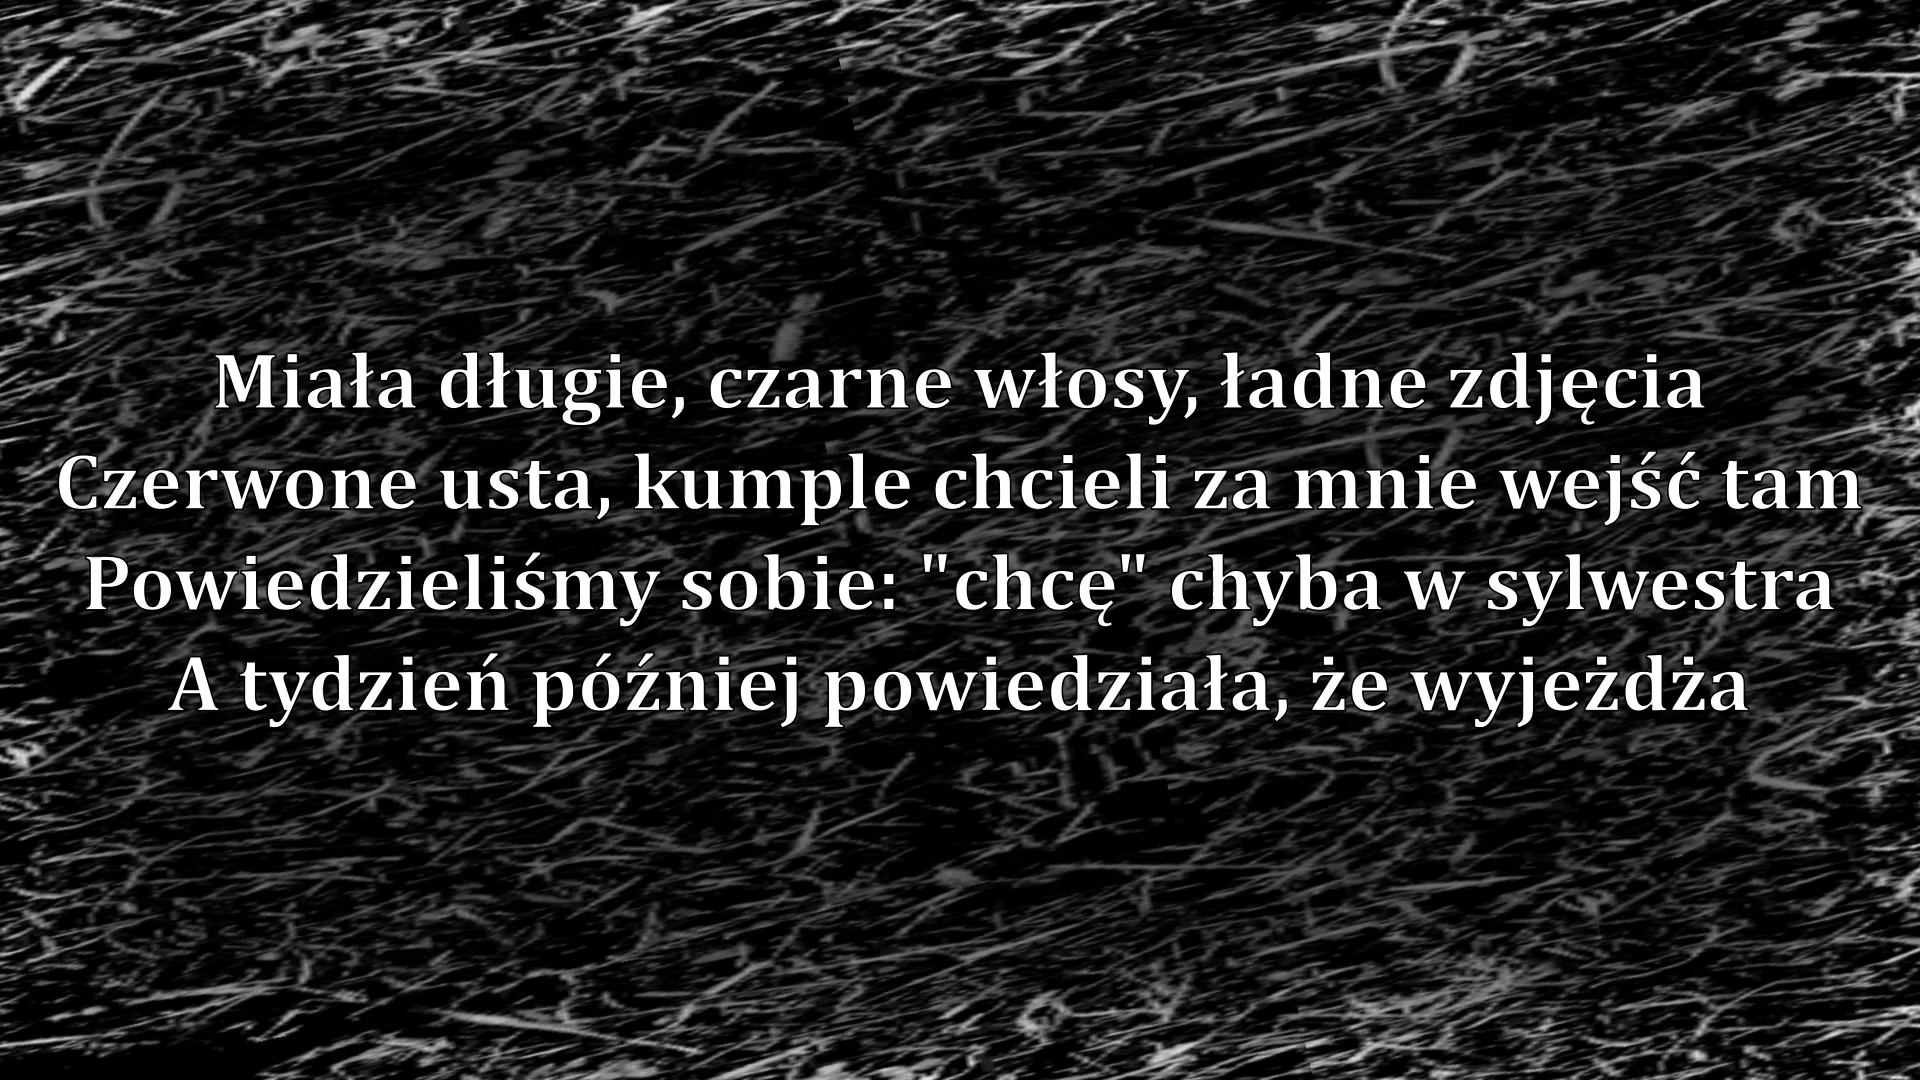 Miała długie, czarne włosy, ładne zdjęcia
Czerwone usta, kumple chcieli za mnie wejść tam
Powiedzieliśmy sobie: "chcę" chyba w sylwestra
A tydzień później powiedziała, że wyjeżdża